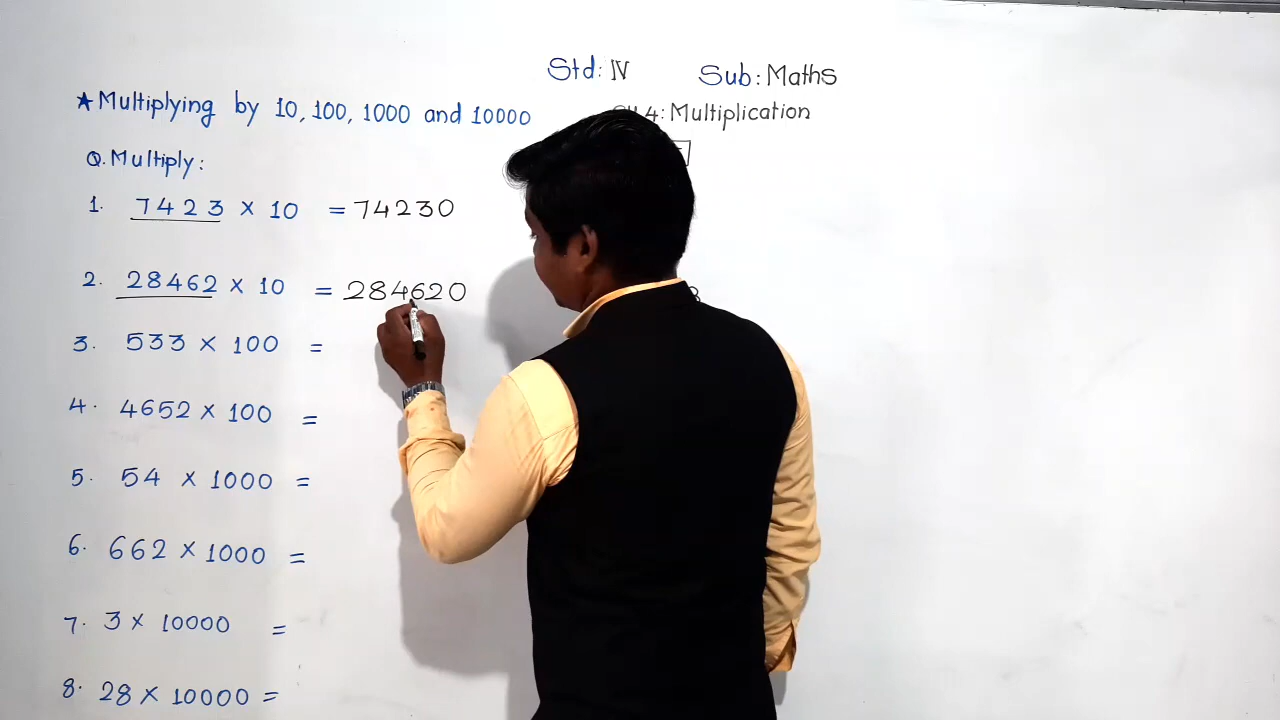 Std: IV Sub: Maths
★ Multiplying by 10, 100, 1000 and 10000
4: Multiplication
Q. Multiply:
1. 7423 × 10 = 74230
2. 28462 × 10 = 284620
3. 533 × 100 =
4. 4652 × 100 =
5. 54 × 1000 =
6. 662 × 1000 =
7. 3 × 10000 =
8. 28 × 10000 =